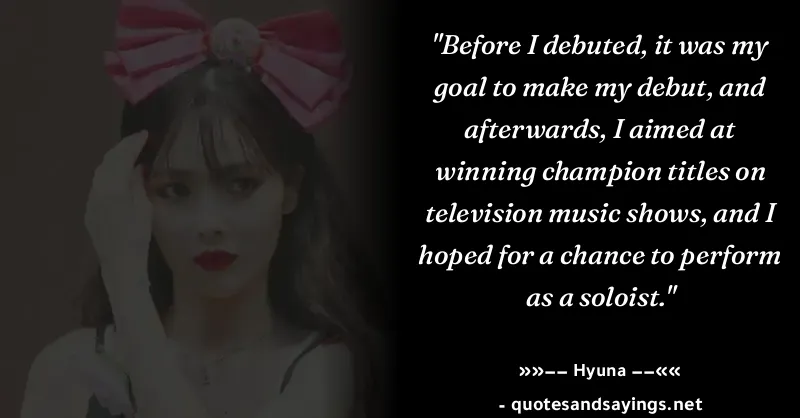 "Before I debuted, it was my
goal to make my debut, and
afterwards, I aimed at
winning champion titles on
television music shows, and I
hoped for a chance to perform
as a soloist."
»»−− Hyuna −−««
- quotesandsayings.net